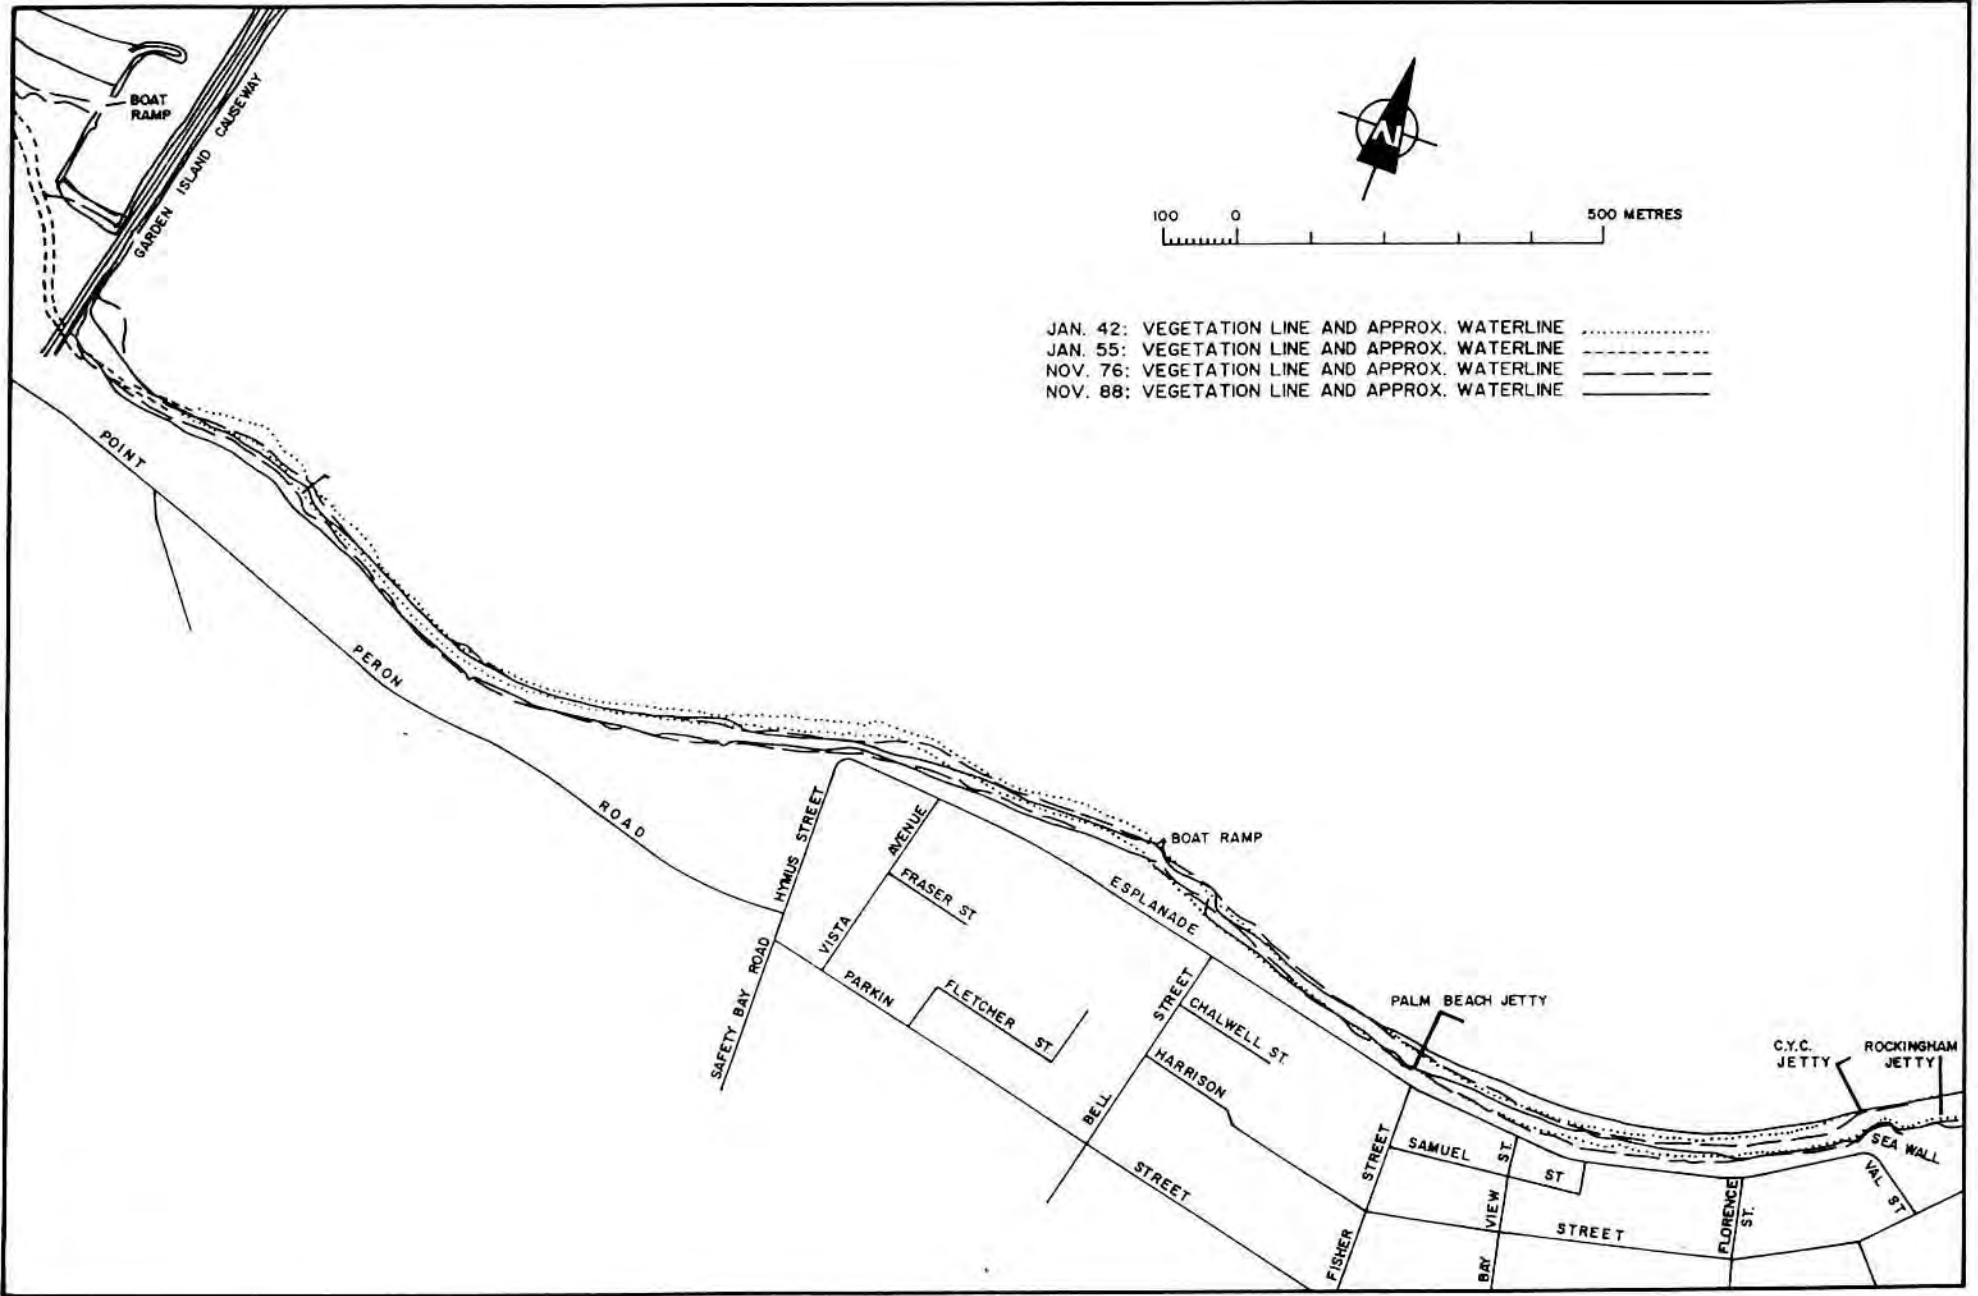 BOAT
RAMP
GARDEN ISLAND CAUSEWAY
N
100 0 500 METRES
JAN. 42: VEGETATION LINE AND APPROX. WATERLINE
JAN. 55: VEGETATION LINE AND APPROX. WATERLINE
NOV. 76: VEGETATION LINE AND APPROX. WATERLINE
NOV. 88: VEGETATION LINE AND APPROX. WATERLINE
POINT PERON ROAD
HYMUS STREET
SAFETY BAY ROAD
VISTA AVENUE
FRASER ST
PARKIN STREET
FLETCHER ST.
ESPLANADE
BOAT RAMP
BELL STREET
CHALWELL ST.
HARRISON STREET
PALM BEACH JETTY
FISHER STREET
SAMUEL ST
BAY VIEW ST.
FLORENCE
ST.
C.Y.C.
JETTY
ROCKINGHAM
JETTY
SEA WALL
VAL ST